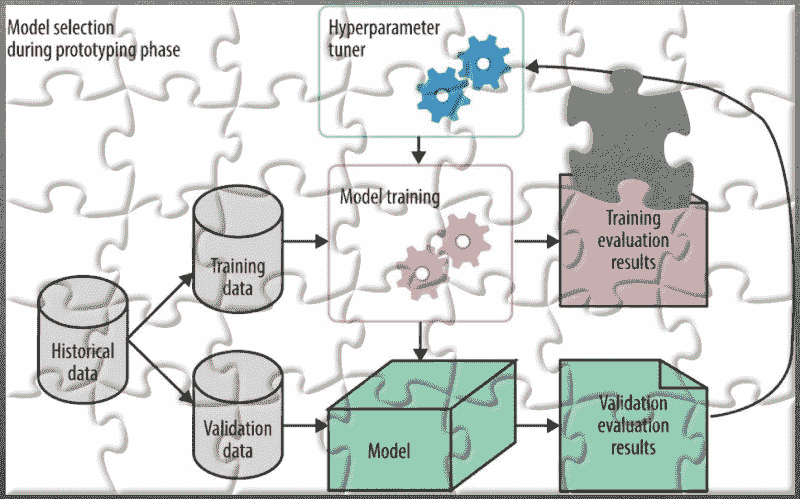 Model selection
during prototyping phase
Hyperparameter
tuner
Model training
Training
data
Training
evaluation
results
Historical
data
Validation
data
Model
Validation
evaluation
results